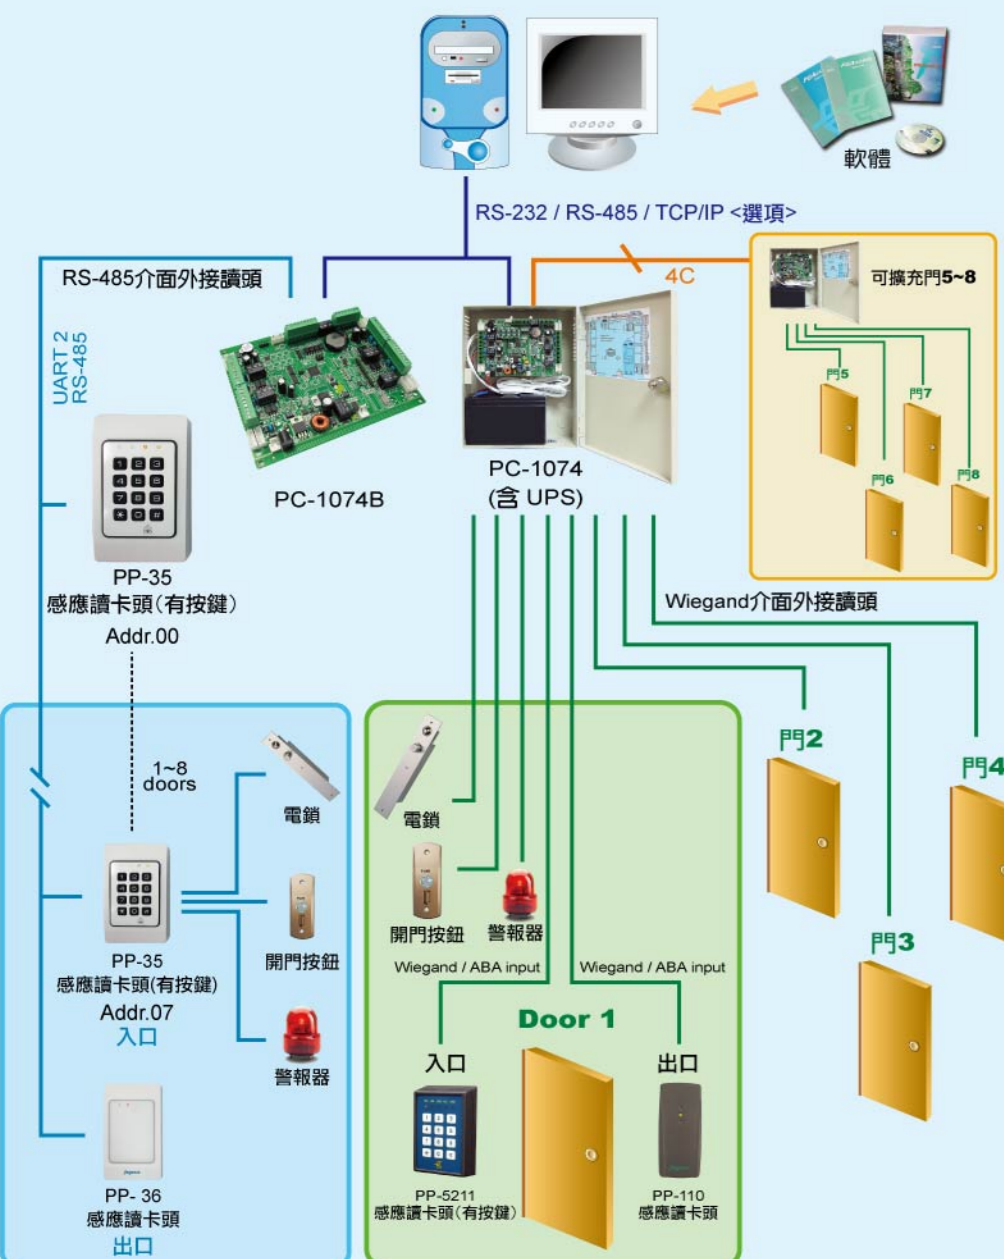 軟體
RS-232 / RS-485 / TCP/IP <選項>
RS-485介面外接讀頭
4C
可擴充門5~8
UART 2
RS-485
門5
門7
門6
門8
PC-1074B
PC-1074
(含 UPS)
PP-35
感應讀卡頭(有按鍵)
Addr.00
Wiegand介面外接讀頭
1~8
doors
電鎖
電鎖
門2
門4
開門按鈕
警報器
門3
PP-35
感應讀卡頭(有按鍵)
Addr.07
入口
開門按鈕
Wiegand / ABA input
Wiegand / ABA input
Door 1
警報器
入口
出口
PP- 36
感應讀卡頭
出口
PP-5211
感應讀卡頭(有按鍵)
PP-110
感應讀卡頭